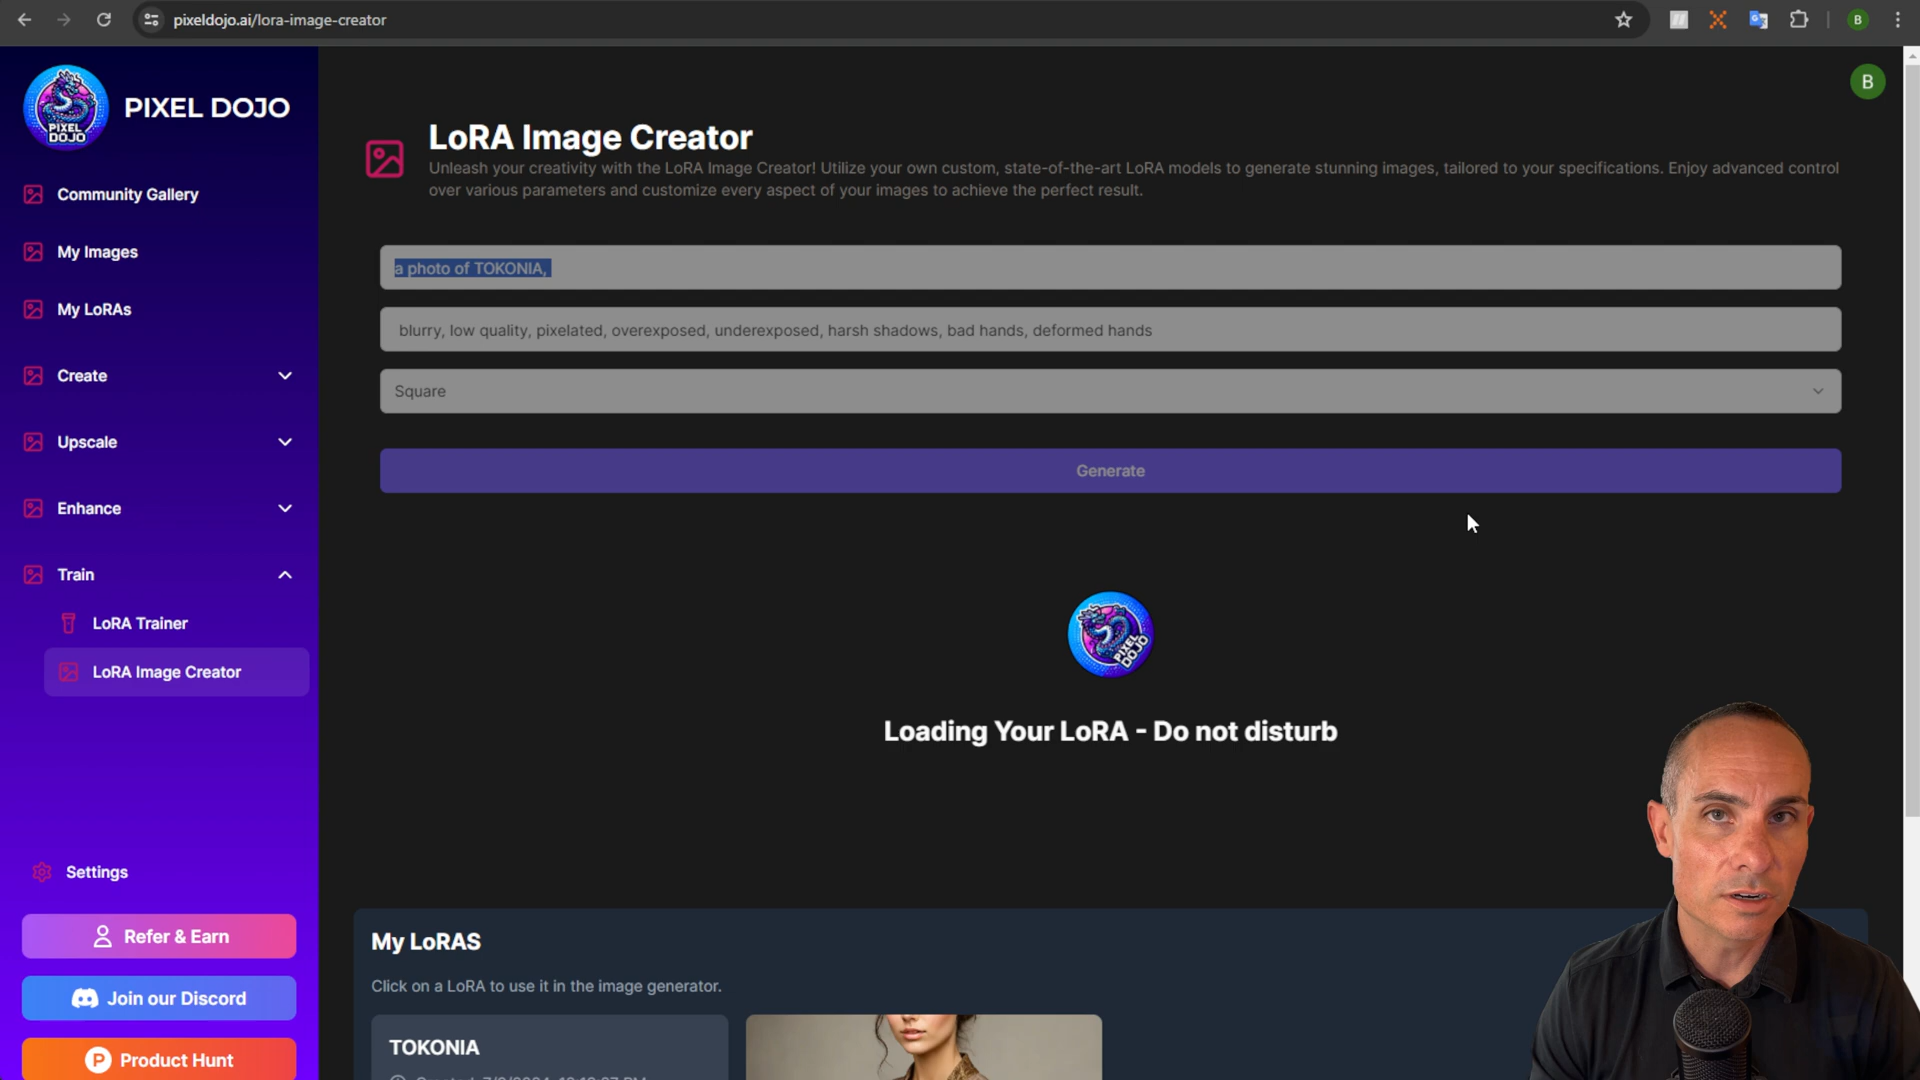 pixeldojo.ai/lora-image-creator
B
PIXEL DOJO
PIXEL DOJO
Community Gallery
My Images
My LoRAs
Create
Upscale
Enhance
Train
LoRA Trainer
LoRA Image Creator
Settings
Refer & Earn
Join our Discord
P Product Hunt
B
LoRA Image Creator
Unleash your creativity with the LoRA Image Creator! Utilize your own custom, state-of-the-art LoRA models to generate stunning images, tailored to your specifications. Enjoy advanced control
over various parameters and customize every aspect of your images to achieve the perfect result.
a photo of TOKONIA,
blurry, low quality, pixelated, overexposed, underexposed, harsh shadows, bad hands, deformed hands
Square
Generate
PIXEL DOJO
Loading Your LoRA - Do not disturb
My LoRAS
Click on a LoRA to use it in the image generator.
TOKONIA